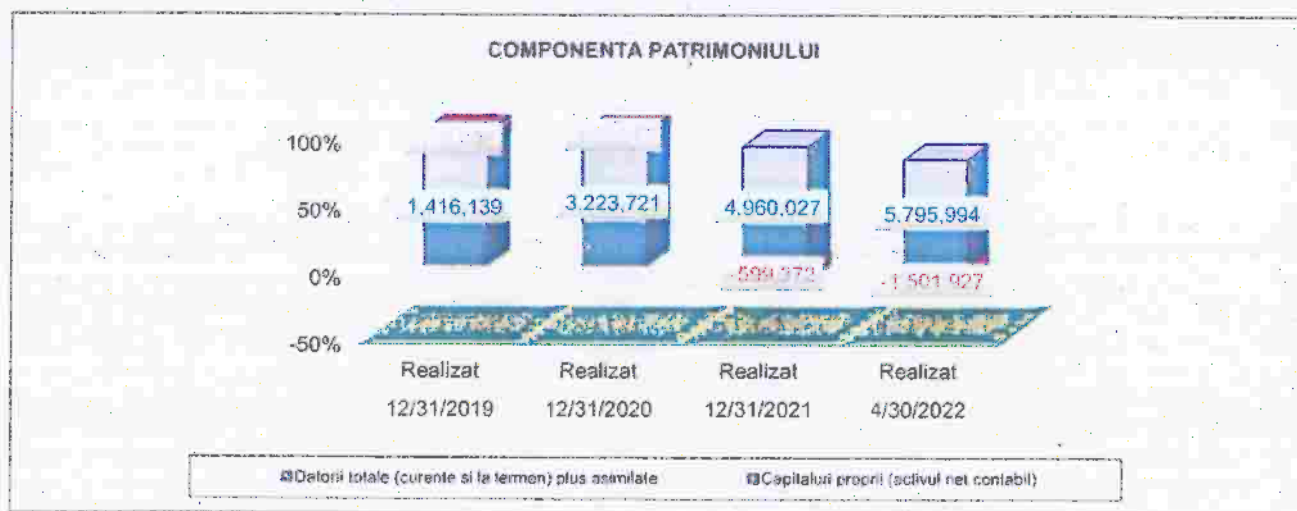 COMPONENTA PATRIMONIULUI
100%
50%
0%
-50%
1,416,139
3,223,721
4,960,027
5,795,994
-599,372
-1,501,927
Realizat
Realizat
Realizat
Realizat
12/31/2019
12/31/2020
12/31/2021
4/30/2022
Datorii totale (curente si la termen) plus asimilate
Capitaluri proprii (activul net contabil)